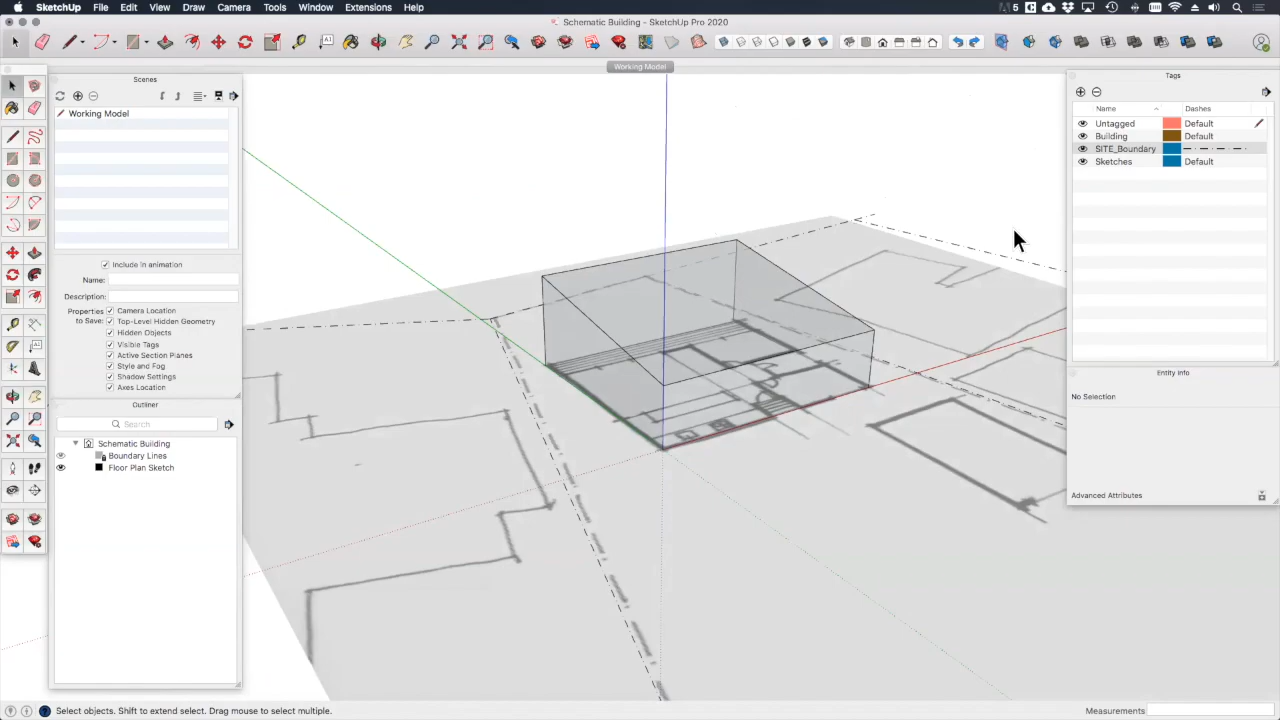 SketchUp File Edit View Draw Camera Tools Window Extensions Help 5
Schematic Building - SketchUp Pro 2020
Working Model
Scenes
Working Model
Include in animation
Name:
Description:
Properties to Save:
Camera Location
Top-Level Hidden Geometry
Hidden Objects
Visible Tags
Active Section Planes
Style and Fog
Shadow Settings
Axes Location
Outliner
Search
Schematic Building
Boundary Lines
Floor Plan Sketch
Tags
Name Dashes
Untagged Default
Building Default
SITE_Boundary
Sketches Default
Entity Info
No Selection
Advanced Attributes
Select objects. Shift to extend select. Drag mouse to select multiple.
Measurements